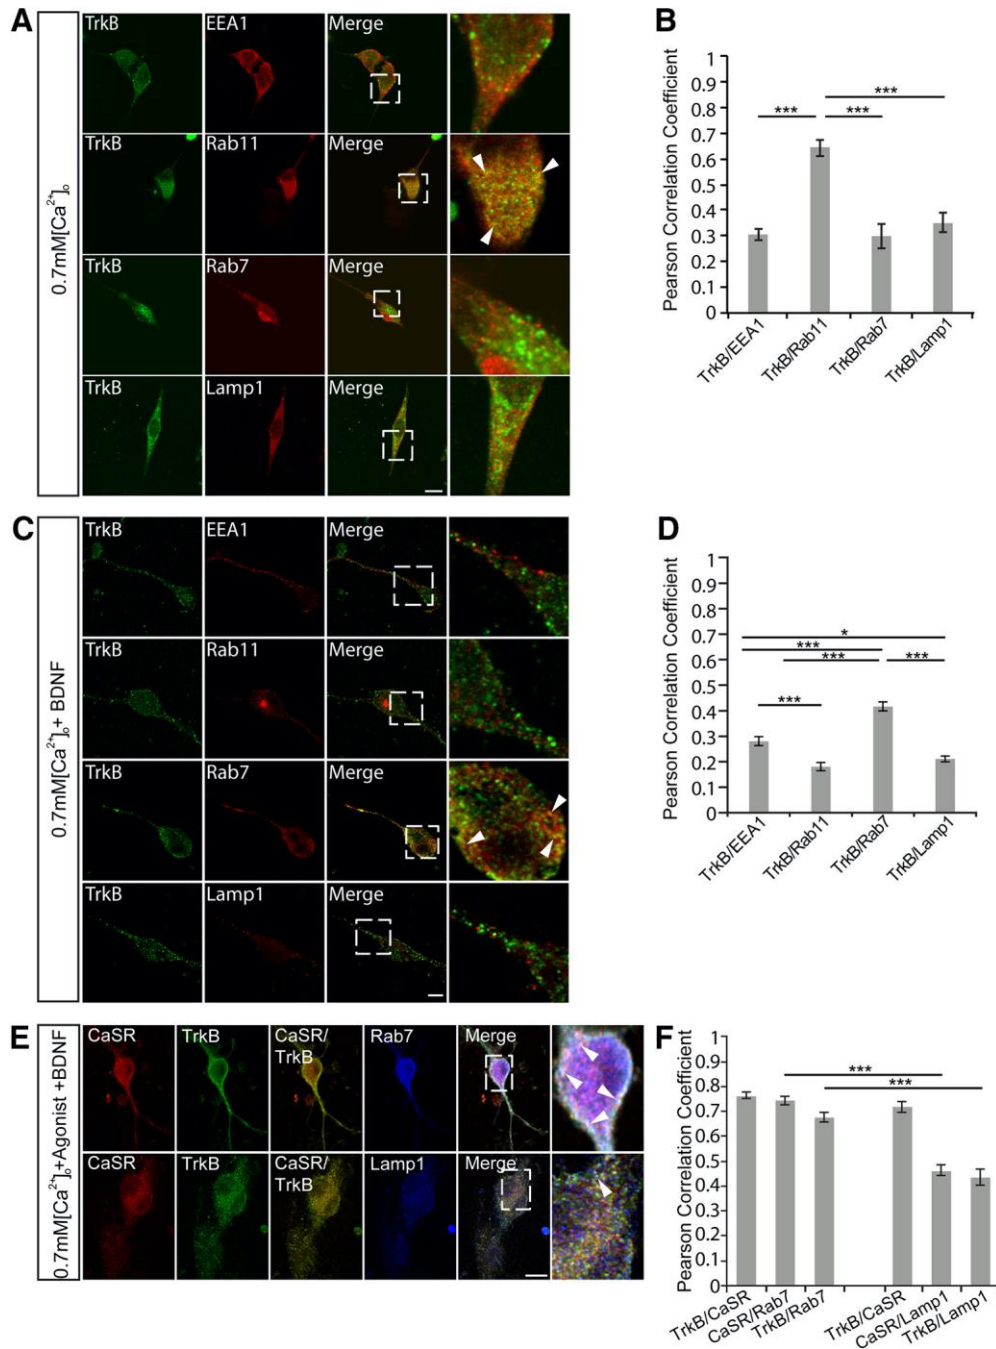 A
0.7mM[Ca²⁺]ₒ
TrkB EEA1 Merge
TrkB Rab11 Merge
TrkB Rab7 Merge
TrkB Lamp1 Merge
B
Pearson Correlation Coefficient
1
0.9
0.8
0.7
0.6
0.5
0.4
0.3
0.2
0.1
0
*** *** ***
TrkB/EEA1 TrkB/Rab11 TrkB/Rab7 TrkB/Lamp1
C
0.7mM[Ca²⁺]ₒ+ BDNF
TrkB EEA1 Merge
TrkB Rab11 Merge
TrkB Rab7 Merge
TrkB Lamp1 Merge
D
Pearson Correlation Coefficient
1
0.9
0.8
0.7
0.6
0.5
0.4
0.3
0.2
0.1
0
*
***
*** ***
***
TrkB/EEA1 TrkB/Rab11 TrkB/Rab7 TrkB/Lamp1
E
0.7mM[Ca²⁺]ₒ+Agonist +BDNF
CaSR TrkB CaSR/ Rab7 Merge
TrkB
CaSR TrkB CaSR/ Lamp1 Merge
TrkB
F
Pearson Correlation Coefficient
1
0.9
0.8
0.7
0.6
0.5
0.4
0.3
0.2
0.1
0
***
***
TrkB/CaSR CaSR/Rab7 TrkB/Rab7 TrkB/CaSR CaSR/Lamp1 TrkB/Lamp1